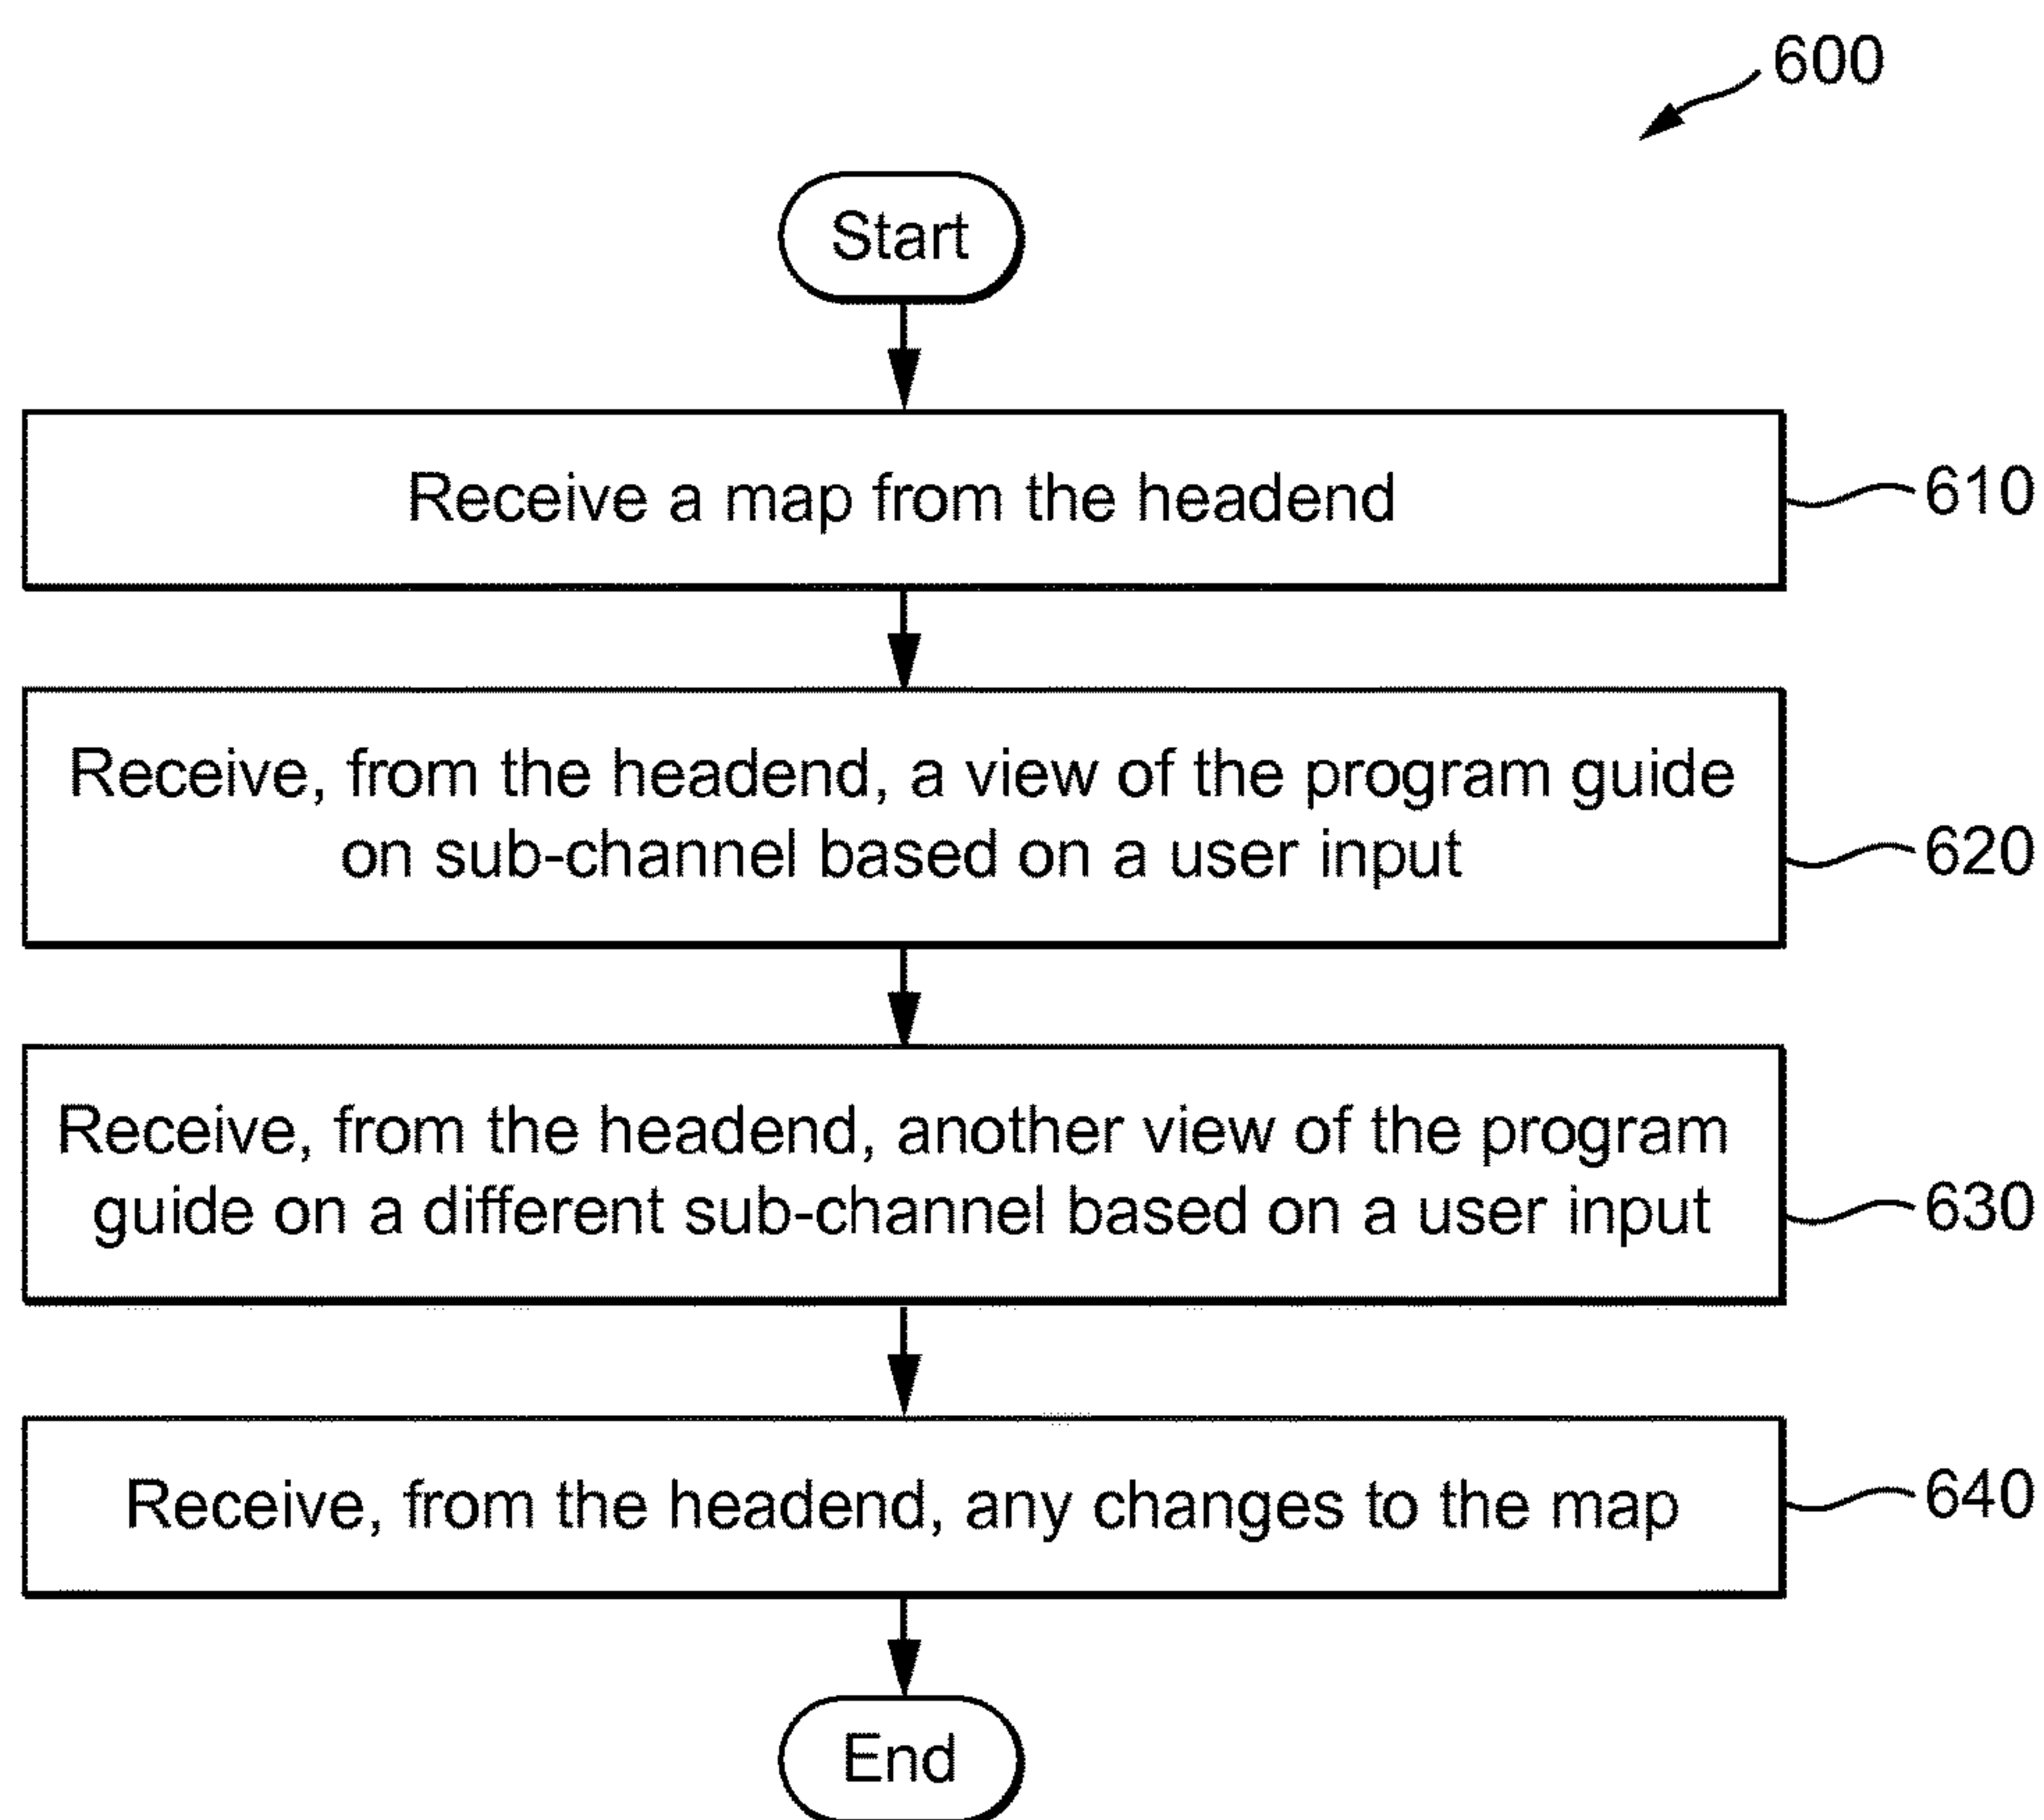 600
Start
Receive a map from the headend
610
Receive, from the headend, a view of the program guide
on sub-channel based on a user input
620
Receive, from the headend, another view of the program
guide on a different sub-channel based on a user input
630
Receive, from the headend, any changes to the map
640
End